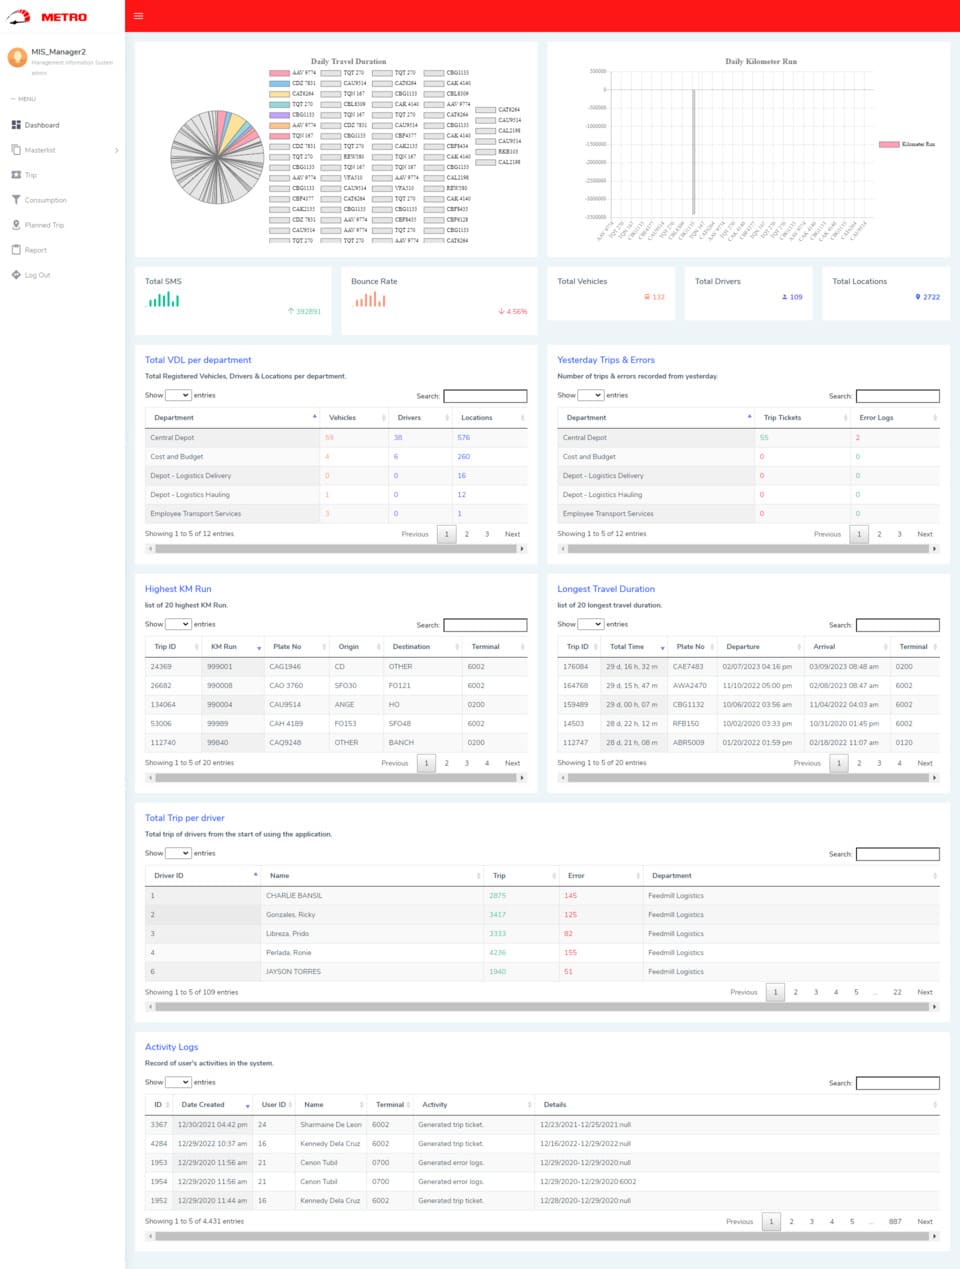 METRO
MIS_Manager2
Management Information System
admin
MENU
Dashboard
Masterlist
Trip
Consumption
Planned Trip
Report
Log Out
Daily Travel Duration
AAV 9774 TQT 270 TQT 270 CBG1133
CDZ 7831 CAU9514 CAT6264 CAK 4140
CAT6264 TQN 167 CBG1133 CBL6309
TQT 270 CBL6309 CAK 4140 AAV 9774
CBG1133 TQN 167 TQT 270 CAT6264
AAV 9774 CDZ 7831 CAU9514 CBG1133
TQN 167 CBG1133 CBF4377 CAK 4140
CDZ 7831 TQT 270 CAK2135 CBF8434
TQT 270 REW580 TQN 167 CAK 4140
CBG1133 TQN 167 TQN 167 CBG1133
AAV 9774 VFA510 AAV 9774 CAL2198
CBG1133 CAU9514 VFA510 REW580
CBF4377 CAT6264 CBG1133 CBF8435
CAK2135 CBG1133 CBG1133 CBF8435
CDZ 7831 AAV 9774 CBF8435 CBF6128
CAU9514 AAV 9774 CAU9514 CBG1133
TQT 270 TQT 270 AAV 9774 CAT6264
CAT6264
CAU9514
CAL2198
CAU9514
RKB103
CAL2198
Daily Kilometer Run
500000
0
-500000
-1000000
-1500000
-2000000
-2500000
-3000000
-3500000
Kilometer Run
Total SMS
392891
Bounce Rate
4.56%
Total Vehicles
132
Total Drivers
109
Total Locations
2722
Total VDL per department
Total Registered Vehicles, Drivers & Locations per department.
Show entries Search:
Department Vehicles Drivers Locations
Central Depot 59 38 576
Cost and Budget 4 6 260
Depot - Logistics Delivery 0 0 16
Depot - Logistics Hauling 1 0 12
Employee Transport Services 3 0 1
Showing 1 to 5 of 12 entries Previous 1 2 3 Next
Yesterday Trips & Errors
Number of trips & errors recorded from yesterday.
Show entries Search:
Department Trip Tickets Error Logs
Central Depot 55 2
Cost and Budget 0 0
Depot - Logistics Delivery 0 0
Depot - Logistics Hauling 0 0
Employee Transport Services 0 0
Showing 1 to 5 of 12 entries Previous 1 2 3 Next
Highest KM Run
list of 20 highest KM Run.
Show entries Search:
Trip ID KM Run Plate No Origin Destination Terminal
24369 999001 CAG1946 CD OTHER 6002
26682 990008 CAO 3760 SFO30 FO121 6002
134064 990004 CAU9514 ANGE HO 0200
53006 99989 CAH 4189 FO153 SFO48 6002
112740 99840 CAQ9248 OTHER BANCH 0200
Showing 1 to 5 of 20 entries Previous 1 2 3 4 Next
Longest Travel Duration
list of 20 longest travel duration.
Show entries Search:
Trip ID Total Time Plate No Departure Arrival Terminal
176084 29 d, 16 h, 32 m CAE7483 02/07/2023 04:16 pm 03/09/2023 08:48 am 0200
164768 29 d, 15 h, 47 m AWA2470 11/10/2022 05:00 pm 02/08/2023 08:47 am 6002
159489 29 d, 00 h, 07 m CBG1132 10/06/2022 03:56 am 11/04/2022 04:03 am 6002
14503 28 d, 22 h, 12 m RFB150 10/02/2020 03:33 pm 10/31/2020 01:45 pm 6002
112747 28 d, 21 h, 08 m ABR5009 01/20/2022 01:59 pm 02/18/2022 11:07 am 0120
Showing 1 to 5 of 20 entries Previous 1 2 3 4 Next
Total Trip per driver
Total trip of drivers from the start of using the application.
Show entries Search:
Driver ID Name Trip Error Department
1 CHARLIE BANSIL 2875 145 Feedmill Logistics
2 Gonzales, Ricky 3417 125 Feedmill Logistics
3 Libreza, Prido 3333 82 Feedmill Logistics
4 Perlada, Ronie 4236 155 Feedmill Logistics
6 JAYSON TORRES 1940 51 Feedmill Logistics
Showing 1 to 5 of 109 entries Previous 1 2 3 4 5 ... 22 Next
Activity Logs
Record of user's activities in the system.
Show entries Search:
ID Date Created User ID Name Terminal Activity Details
3367 12/30/2021 04:42 pm 24 Sharmaine De Leon 6002 Generated trip ticket. 12/23/2021-12/25/2021:null
4284 12/29/2022 10:37 am 16 Kennedy Dela Cruz 6002 Generated trip ticket. 12/16/2022-12/29/2022:null
1953 12/29/2020 11:56 am 21 Cenon Tubil 0700 Generated error logs. 12/29/2020-12/29/2020:null
1954 12/29/2020 11:56 am 21 Cenon Tubil 0700 Generated error logs. 12/29/2020-12/29/2020:6002
1952 12/29/2020 11:44 am 16 Kennedy Dela Cruz 6002 Generated trip ticket. 12/28/2020-12/29/2020:null
Showing 1 to 5 of 4,431 entries Previous 1 2 3 4 5 ... 887 Next